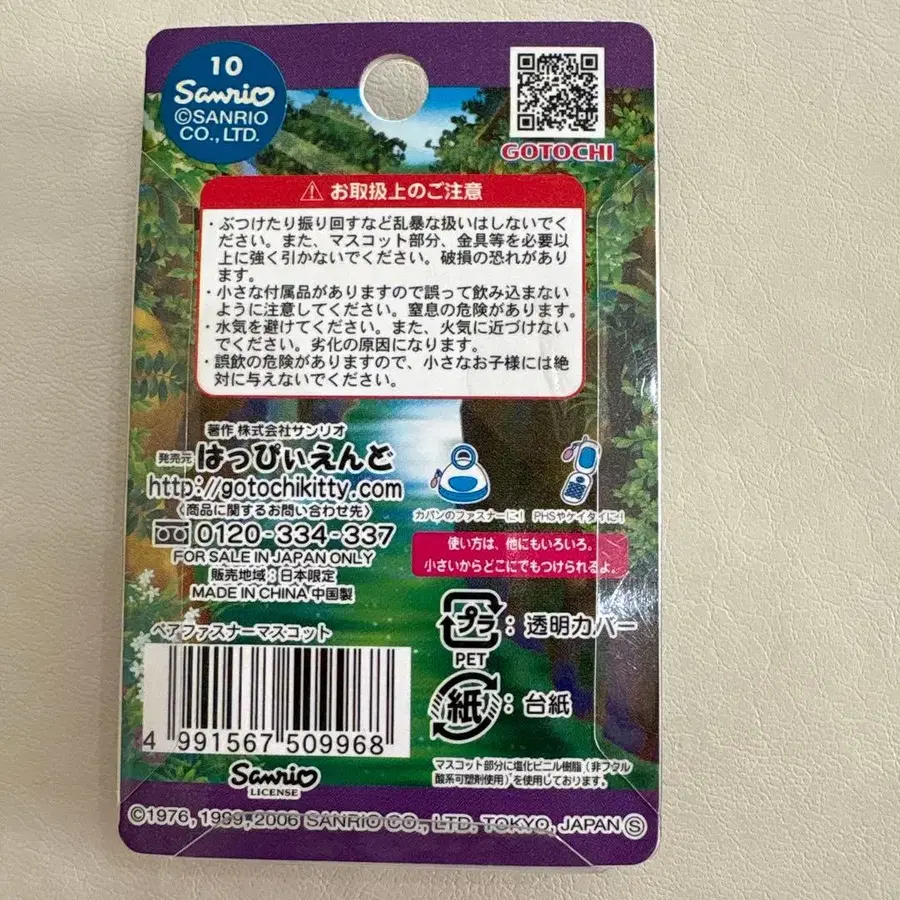 10
Sanrio
©SANRIO
CO., LTD.
GOTOCHI
⚠ お取扱上のご注意
・ぶつけたり振り回すなど乱暴な扱いはしないでく
ださい。また、マスコット部分、金具等を必要以
上に強く引かないでください。破損の恐れがあり
ます。
・小さな付属品がありますので誤って飲み込まない
ように注意してください。窒息の危険があります。
・水気を避けてください。また、火気に近づけない
でください。劣化の原因になります。
・誤飲の危険がありますので、小さなお子様には絶
対に与えないでください。
著作 株式会社サンリオ
発売元 はっぴぃえんど
http://gotochikitty.com
〈商品に関するお問い合わせ先〉
0120-334-337
FOR SALE IN JAPAN ONLY
販売地域：日本限定
MADE IN CHINA 中国製
カバンのファスナーに！
PHSやケイタイに！
使い方は、他にもいろいろ。
小さいからどこにでもつけられるよ。
プラ：透明カバー
PET
紙：台紙
ペアファスナーマスコット
4 991567 509968
Sanrio
LICENSE
マスコット部分に塩化ビニル樹脂（非フタル
酸系可塑剤使用）を使用しております。
©1976, 1999, 2006 SANRIO CO., LTD. TOKYO, JAPAN Ⓢ